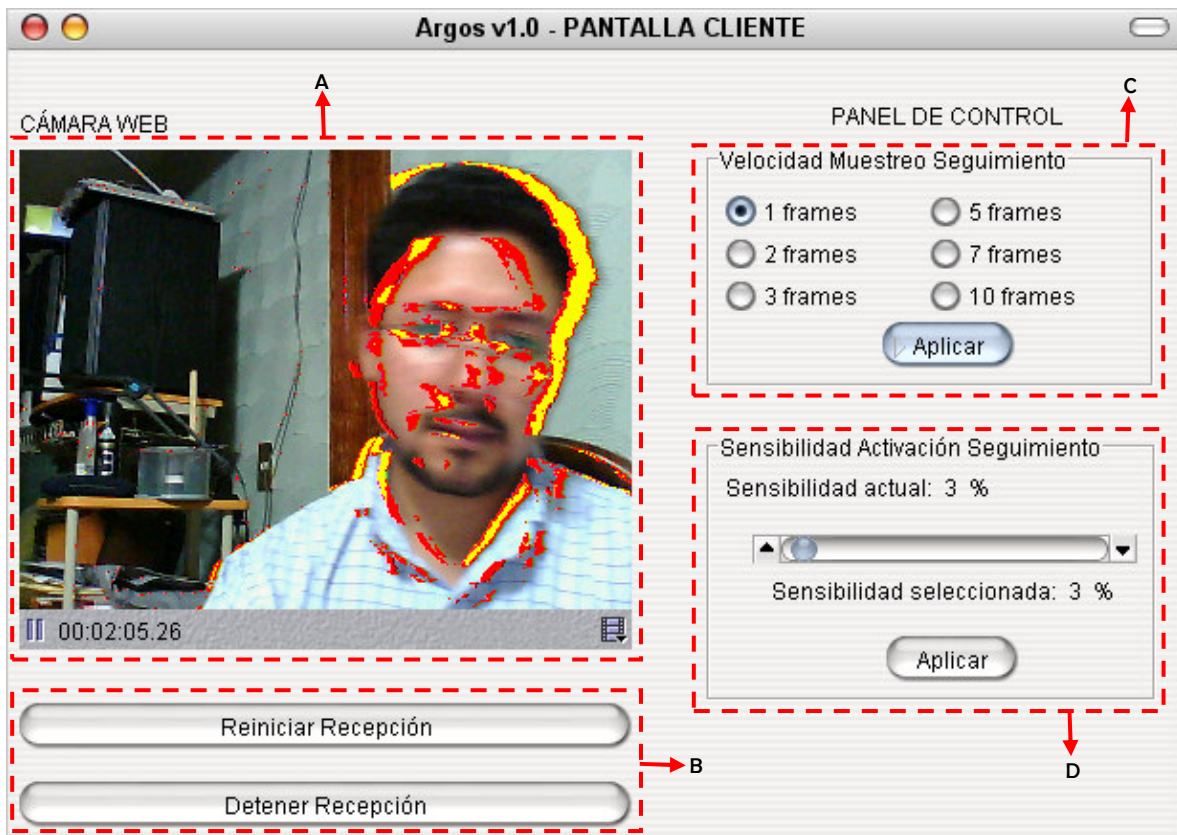 Argos v1.0 - PANTALLA CLIENTE
A
C
CÁMARA WEB
PANEL DE CONTROL
Velocidad Muestreo Seguimiento
1 frames
5 frames
2 frames
7 frames
3 frames
10 frames
Aplicar
Sensibilidad Activación Seguimiento
Sensibilidad actual: 3 %
Sensibilidad seleccionada: 3 %
Aplicar
00:02:05.26
Reiniciar Recepción
B
D
Detener Recepción